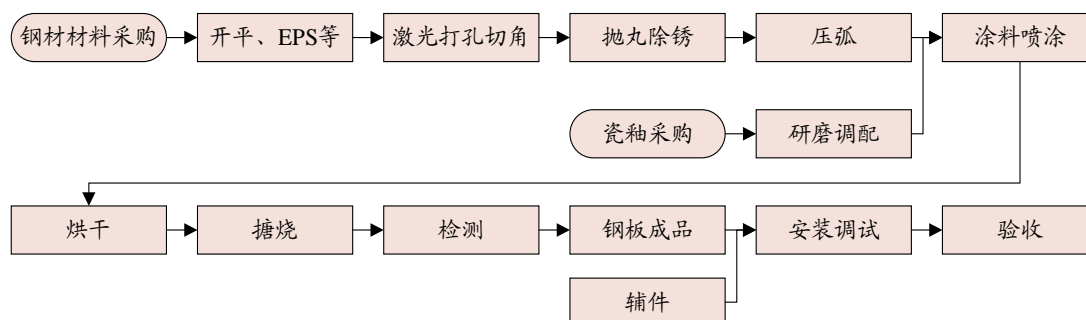 钢材材料采购
开平、EPS等
激光打孔切角
抛丸除锈
压弧
涂料喷涂
瓷釉采购
研磨调配
烘干
搪烧
检测
钢板成品
安装调试
验收
辅件